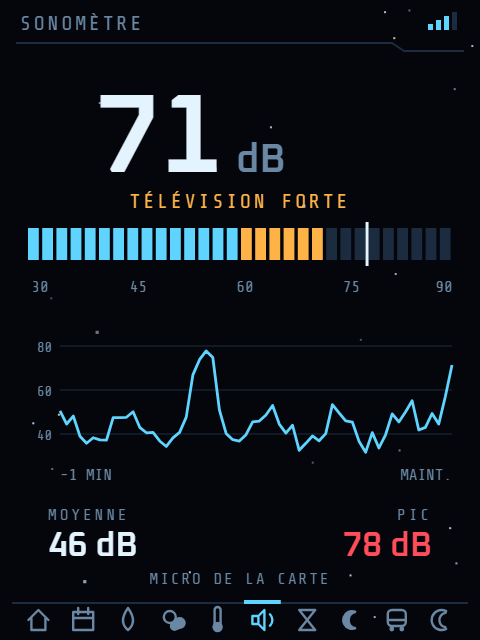 SONOMÈTRE
71 dB
TÉLÉVISION FORTE
30 45 60 75 90
80
60
40
-1 MIN MAINT.
MOYENNE PIC
46 dB 78 dB
MICRO DE LA CARTE